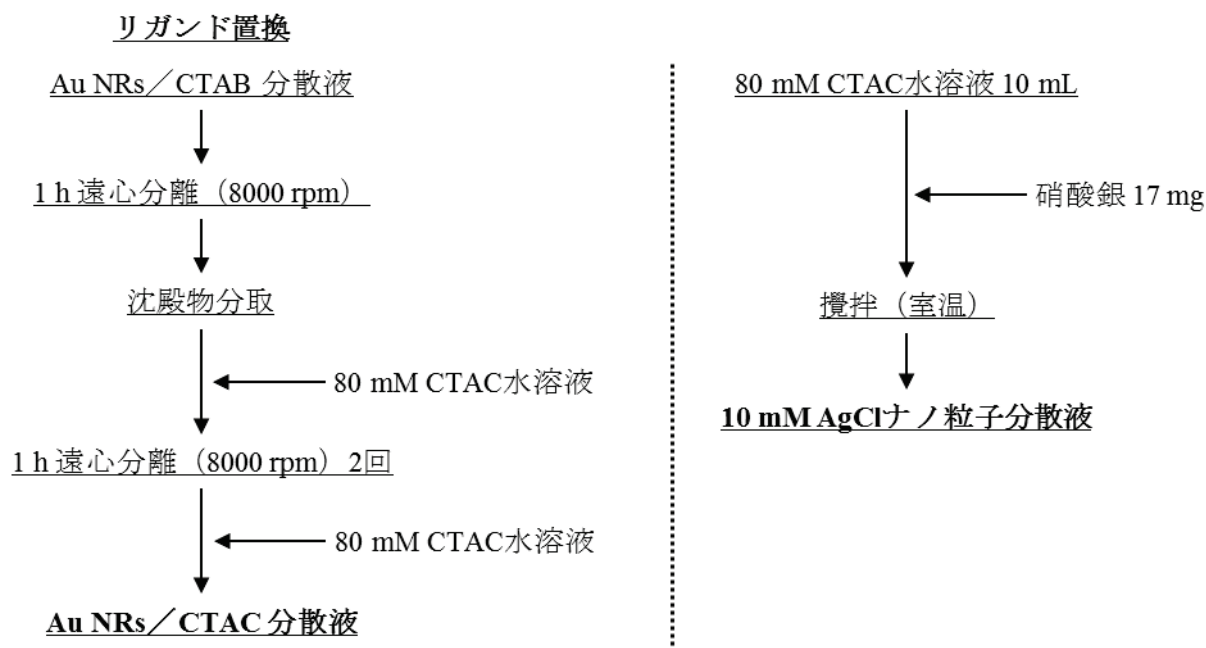 リガンド置換
Au NRs／CTAB 分散液
1 h 遠心分離（8000 rpm）
沈殿物分取
80 mM CTAC水溶液
1 h 遠心分離（8000 rpm）2回
80 mM CTAC水溶液
Au NRs／CTAC 分散液
80 mM CTAC水溶液 10 mL
硝酸銀 17 mg
攪拌（室温）
10 mM AgClナノ粒子分散液